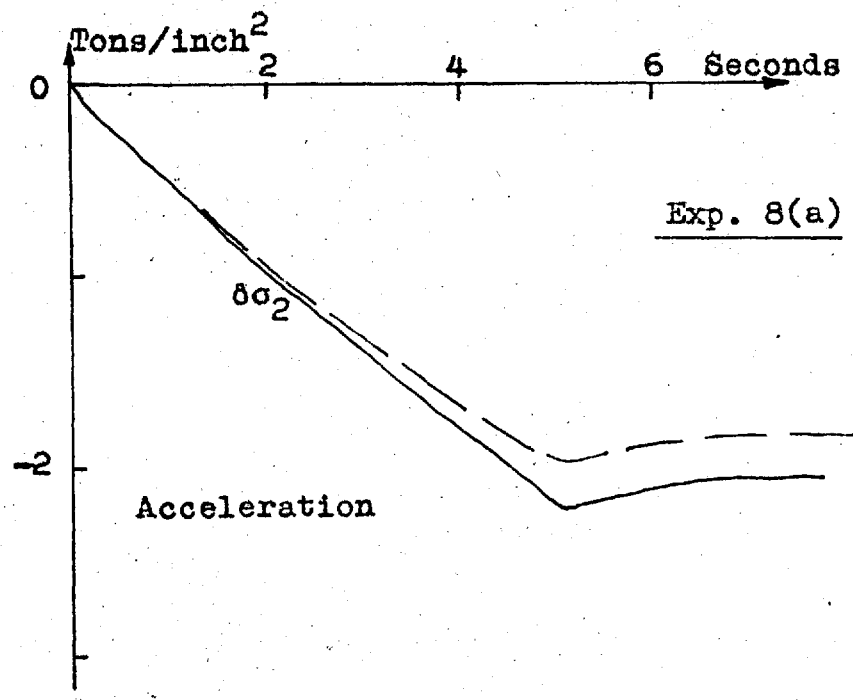 Tons/inch²
2 4 6 Seconds
0
Exp. 8(a)
δσ₂
-2
Acceleration